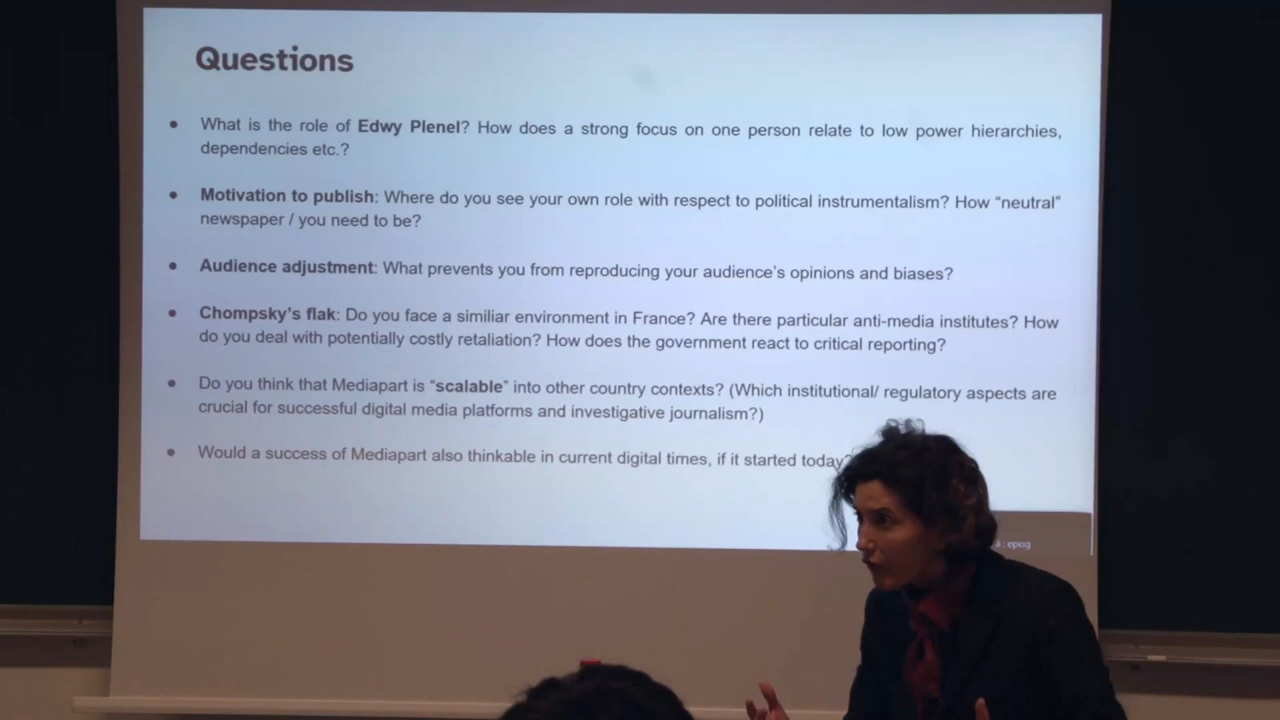 Questions
• What is the role of Edwy Plenel? How does a strong focus on one person relate to low power hierarchies,
dependencies etc.?
• Motivation to publish: Where do you see your own role with respect to political instrumentalism? How “neutral”
newspaper / you need to be?
• Audience adjustment: What prevents you from reproducing your audience’s opinions and biases?
• Chompsky’s flak: Do you face a similiar environment in France? Are there particular anti-media institutes? How
do you deal with potentially costly retaliation? How does the government react to critical reporting?
• Do you think that Mediapart is “scalable” into other country contexts? (Which institutional/ regulatory aspects are
crucial for successful digital media platforms and investigative journalism?)
• Would a success of Mediapart also thinkable in current digital times, if it started today?
: epog